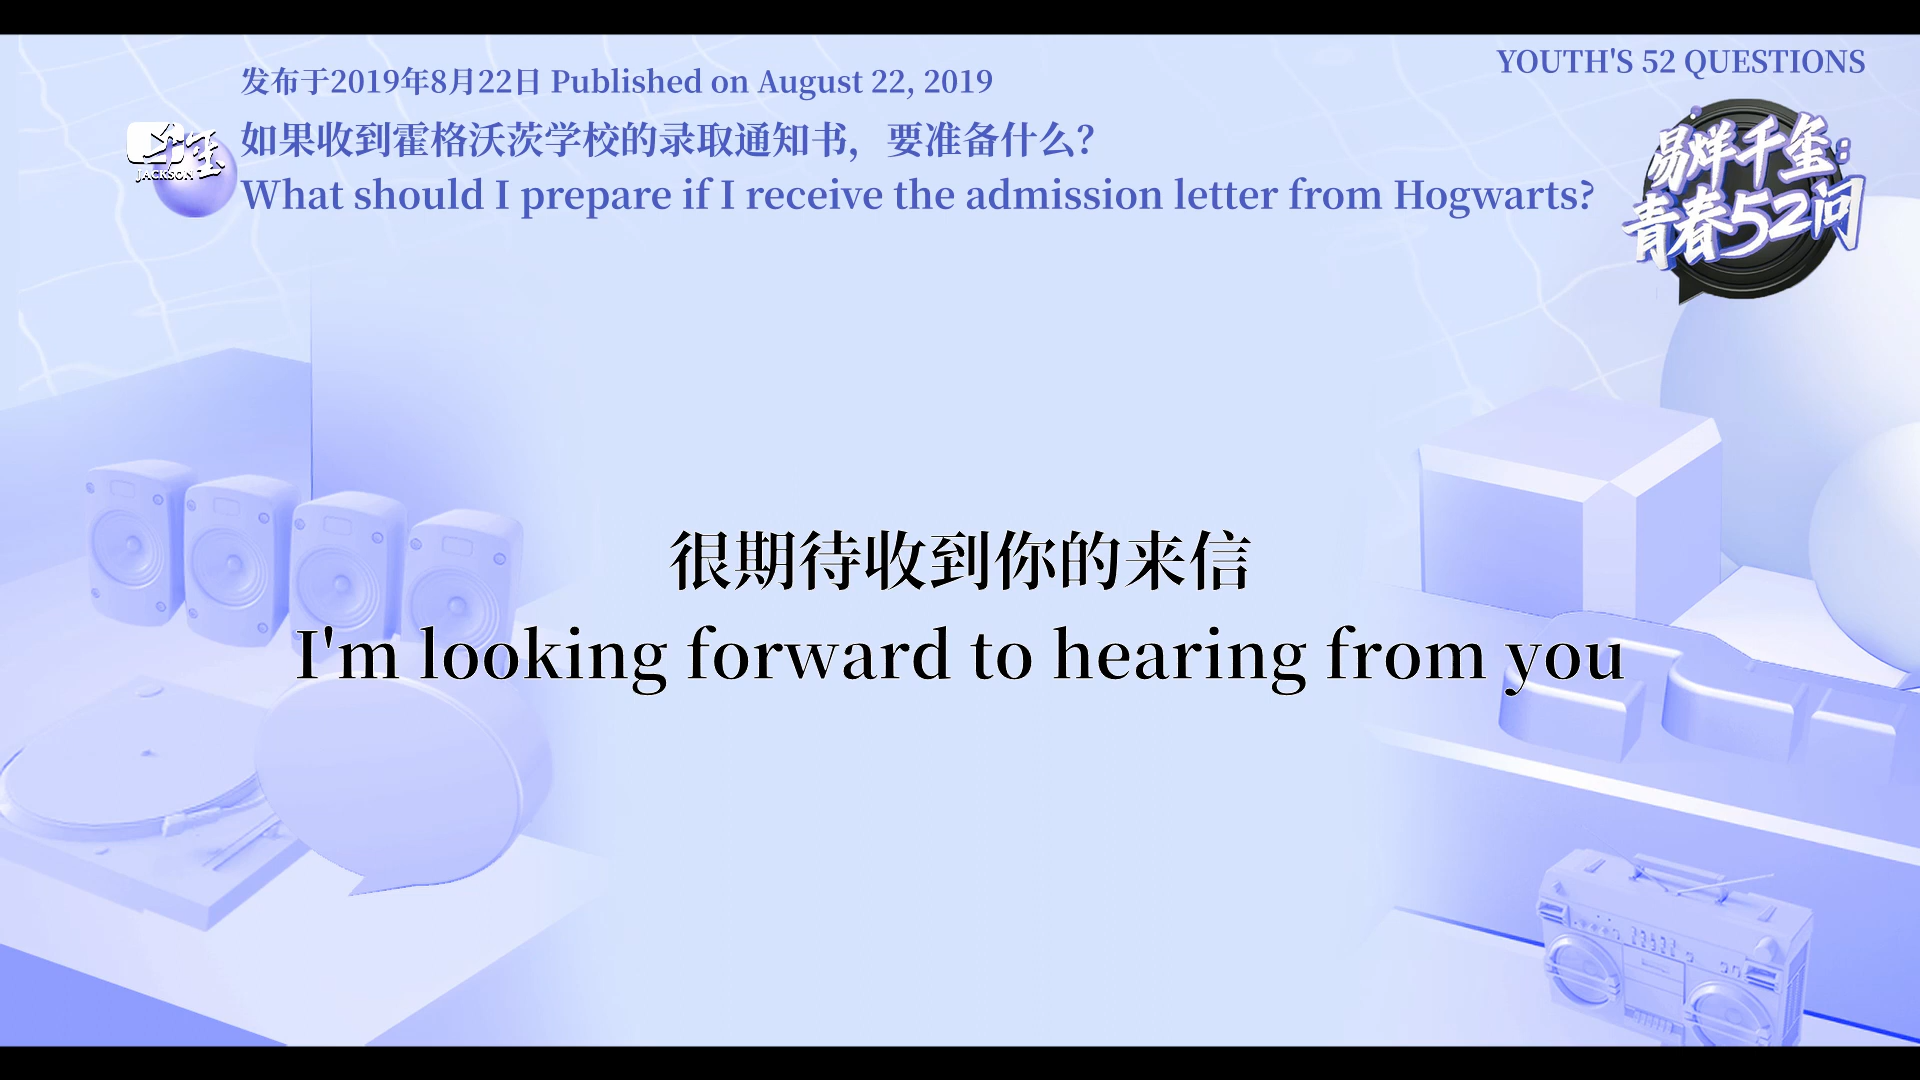 YOUTH'S 52 QUESTIONS
发布于2019年8月22日 Published on August 22, 2019
如果收到霍格沃茨学校的录取通知书，要准备什么？
What should I prepare if I receive the admission letter from Hogwarts?
JACKSON
易烊千玺：
青春52问
很期待收到你的来信
I'm looking forward to hearing from you